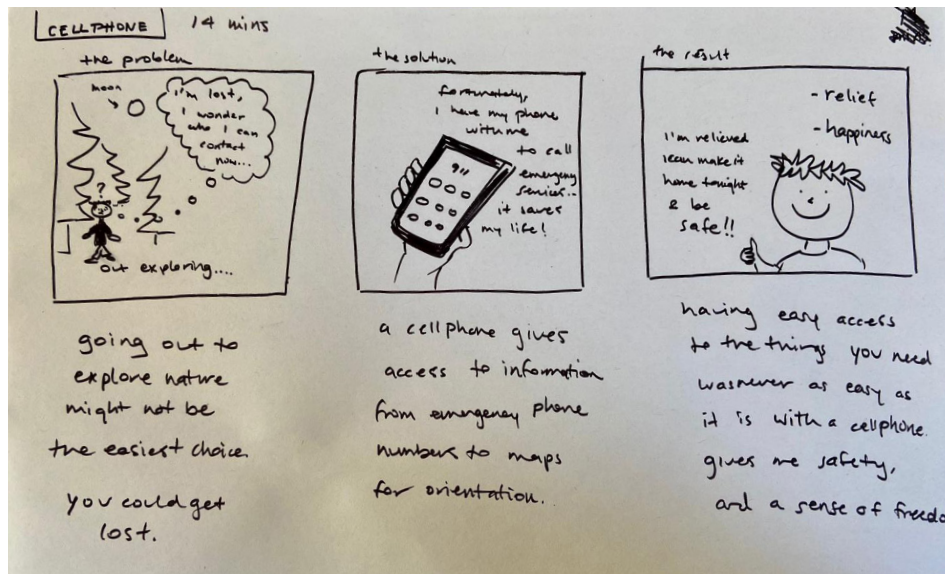 CELLPHONE 14 mins
the problem
moon
I'm lost,
I wonder
who I can
contact
now...
?
out exploring....
going out to
explore nature
might not be
the easiest choice.
you could get
lost.
the solution
fortunately,
I have my phone
with me
to call
emergency
services...
it saves
my life!
911
a cellphone gives
access to information
from emergency phone
numbers to maps
for orientation.
the result
- relief
- happiness
I'm relieved
I can make it
home tonight
& be
safe!!
having easy access
to the things you need
was never as easy as
it is with a cellphone.
gives me safety,
and a sense of freedo